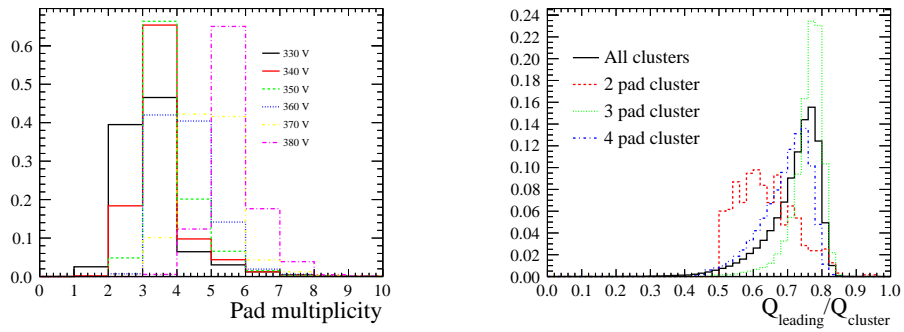 0.6
0.5
0.4
0.3
0.2
0.1
0.0
330 V
340 V
350 V
360 V
370 V
380 V
0 1 2 3 4 5 6 7 8 9 10
Pad multiplicity
0.24
0.22
0.20
0.18
0.16
0.14
0.12
0.10
0.08
0.06
0.04
0.02
0.00
All clusters
2 pad cluster
3 pad cluster
4 pad cluster
0.0 0.1 0.2 0.3 0.4 0.5 0.6 0.7 0.8 0.9 1.0
Qleading/Qcluster